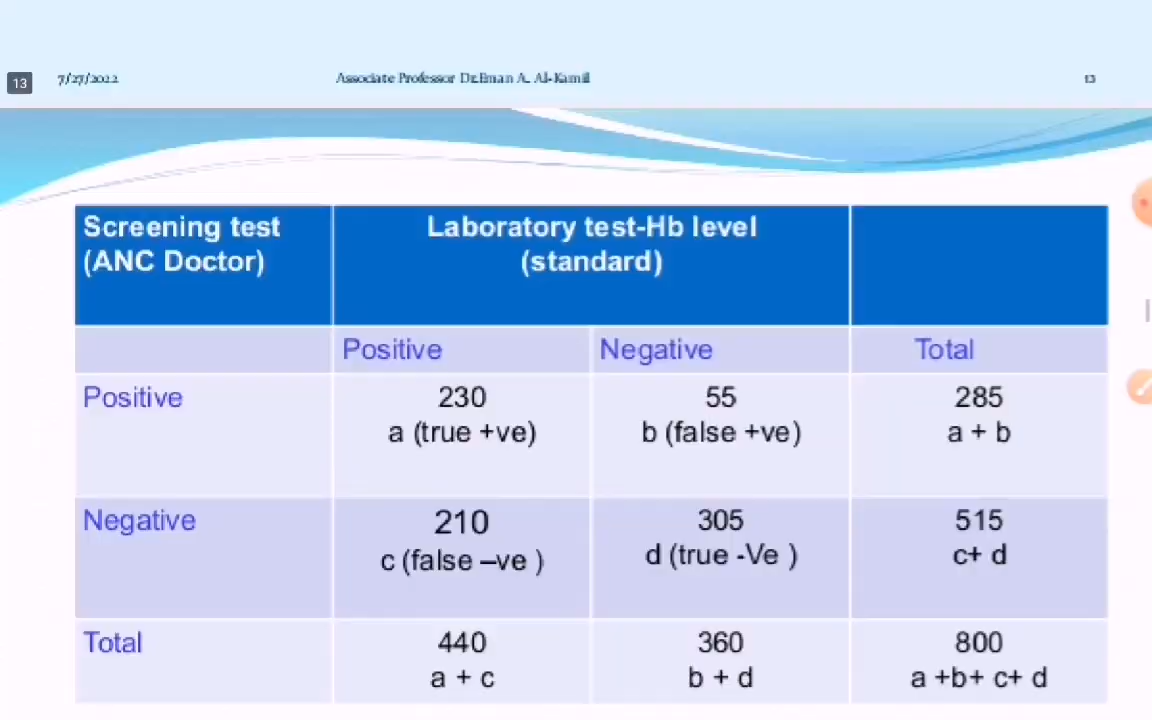 13
7/27/2022
Associate Professor Dr.Eman A. Al-Kamil
13
Screening test
(ANC Doctor)
Laboratory test-Hb level
(standard)
Positive
Negative
Total
Positive
230
a (true +ve)
55
b (false +ve)
285
a + b
Negative
210
c (false –ve )
305
d (true -Ve )
515
c+ d
Total
440
a + c
360
b + d
800
a +b+ c+ d